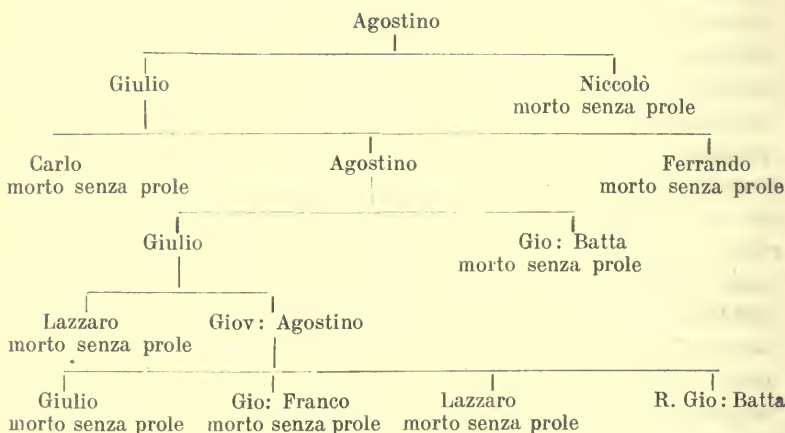 Agostino
Giulio Niccolò
morto senza prole
Carlo Agostino Ferrando
morto senza prole morto senza prole
Giulio Gio: Batta
morto senza prole
Lazzaro Giov: Agostino
morto senza prole
Giulio Gio: Franco Lazzaro R. Gio: Batta
morto senza prole morto senza prole morto senza prole